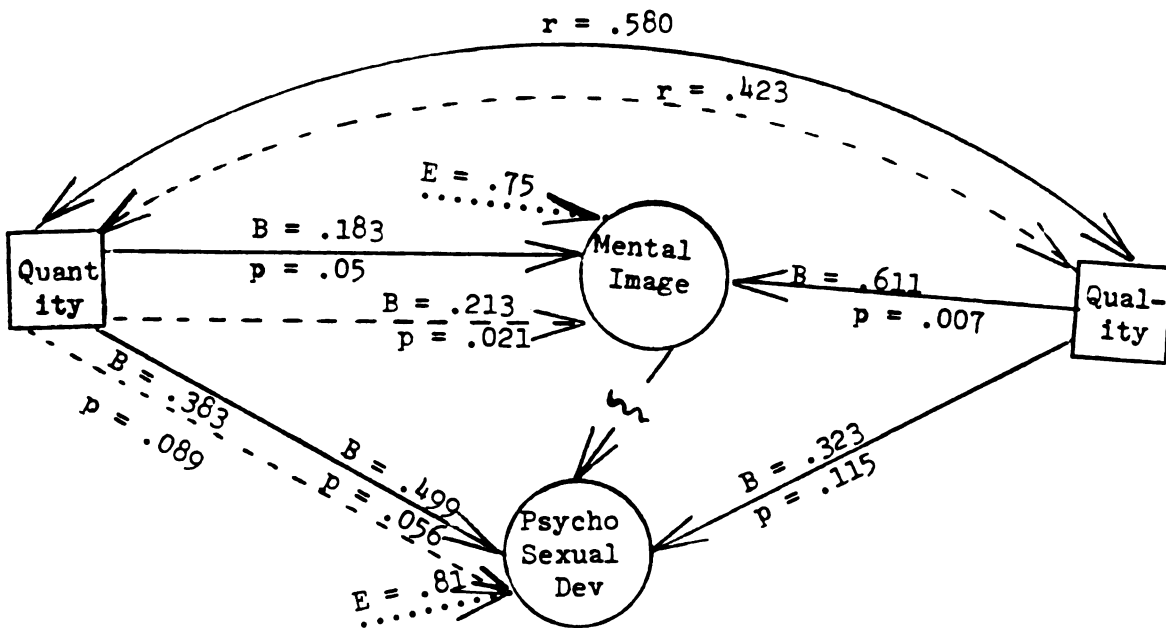 r = .580
r = .423
E = .75
B = .183
p = .05
Mental
Image
Quant
ity
B = .213
p = .021
B = .611
p = .007
Qual-
ity
B = .383
p = .089
B = .499
p = .056
B = .323
p = .115
Psycho
Sexual
Dev
E = .81